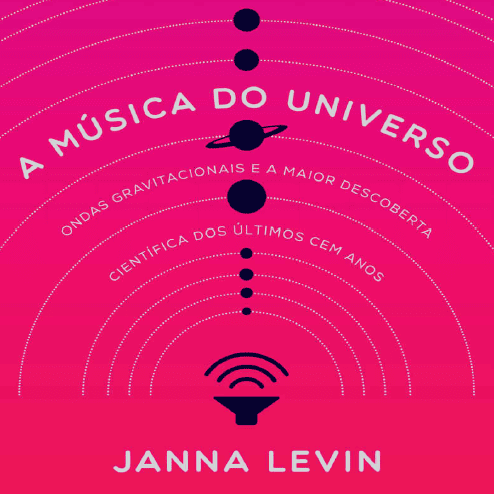 A MÚSICA DO UNIVERSO
ONDAS GRAVITACIONAIS E A MAIOR DESCOBERTA
CIENTÍFICA DOS ÚLTIMOS CEM ANOS
JANNA LEVIN